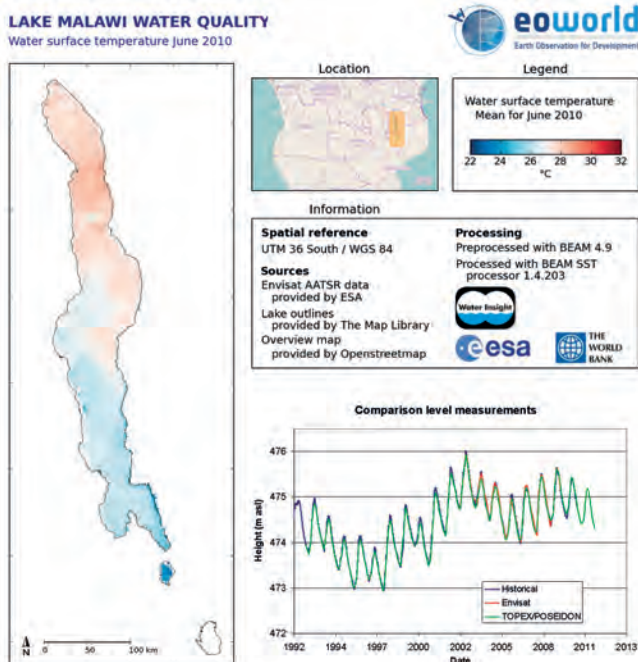 LAKE MALAWI WATER QUALITY
Water surface temperature June 2010
eoworld
Earth Observation for Development
Location
Legend
Water surface temperature
Mean for June 2010
22 24 26 28 30 32
°C
Information
Spatial reference
UTM 36 South / WGS 84
Sources
Envisat AATSR data
provided by ESA
Lake outlines
provided by The Map Library
Overview map
provided by Openstreetmap
Processing
Preprocessed with BEAM 4.9
Processed with BEAM SST
processor 1.4.203
Water Insight
esa
THE
WORLD
BANK
N
0 50 100 km
Comparison level measurements
Height (m asl)
476
475
474
473
472
Historical
Envisat
TOPEX/POSEIDON
1992 1994 1995 1997 2000 2002 2003 2006 2008 2009 2011 2013
Date